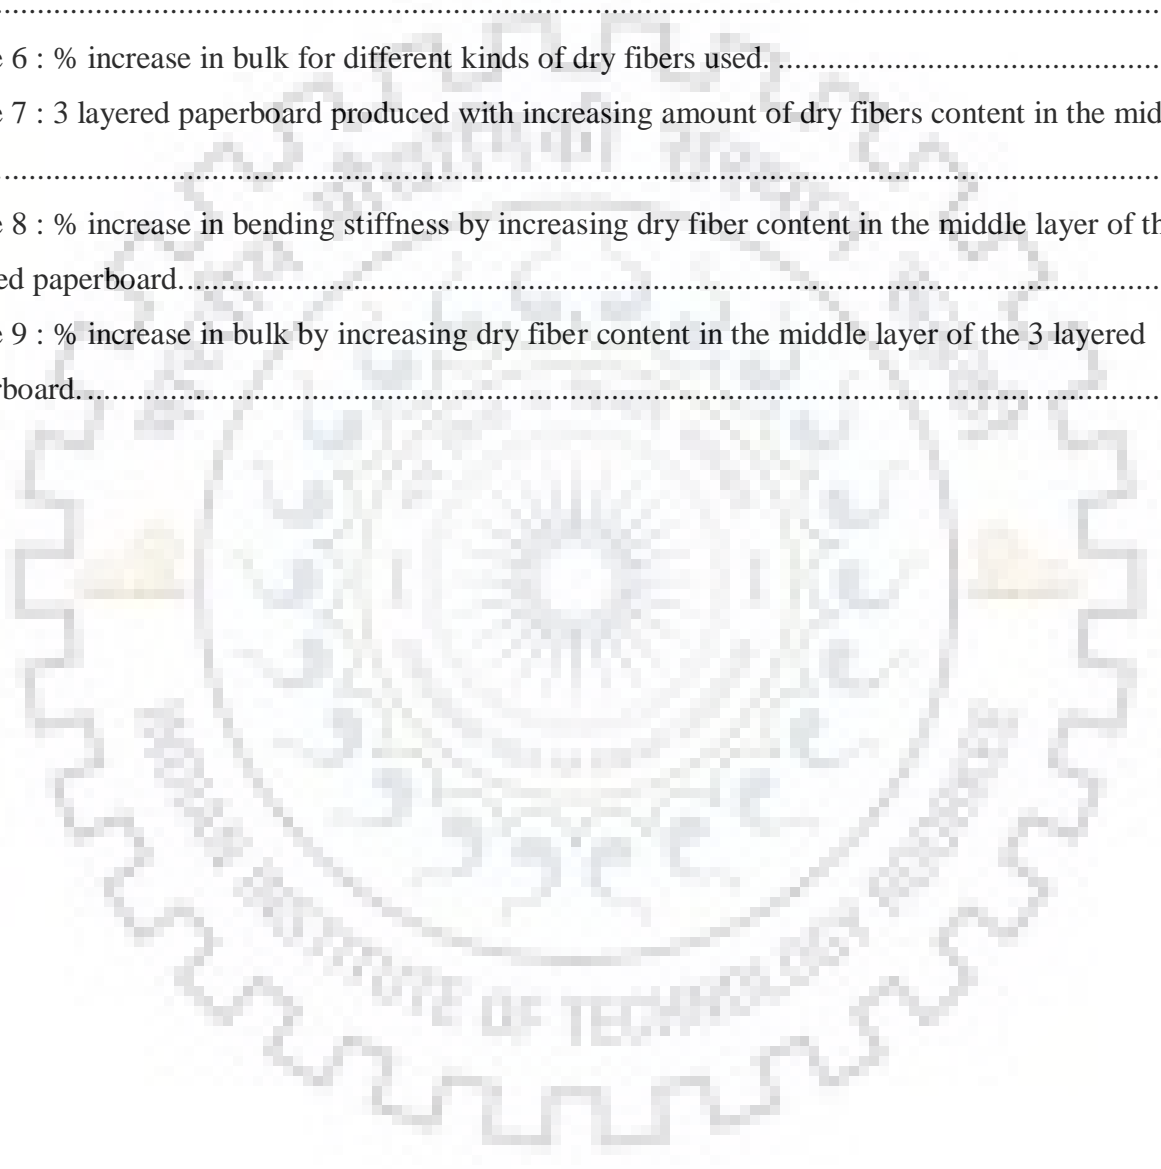 ................................................................................................................
e 6 : % increase in bulk for different kinds of dry fibers used. ......................................
e 7 : 3 layered paperboard produced with increasing amount of dry fibers content in the mid
................................................................................................................
e 8 : % increase in bending stiffness by increasing dry fiber content in the middle layer of th
ed paperboard...................................................................................................
e 9 : % increase in bulk by increasing dry fiber content in the middle layer of the 3 layered
rboard..............................................................................................................
INSTITUTE OF TECHNOLOGY